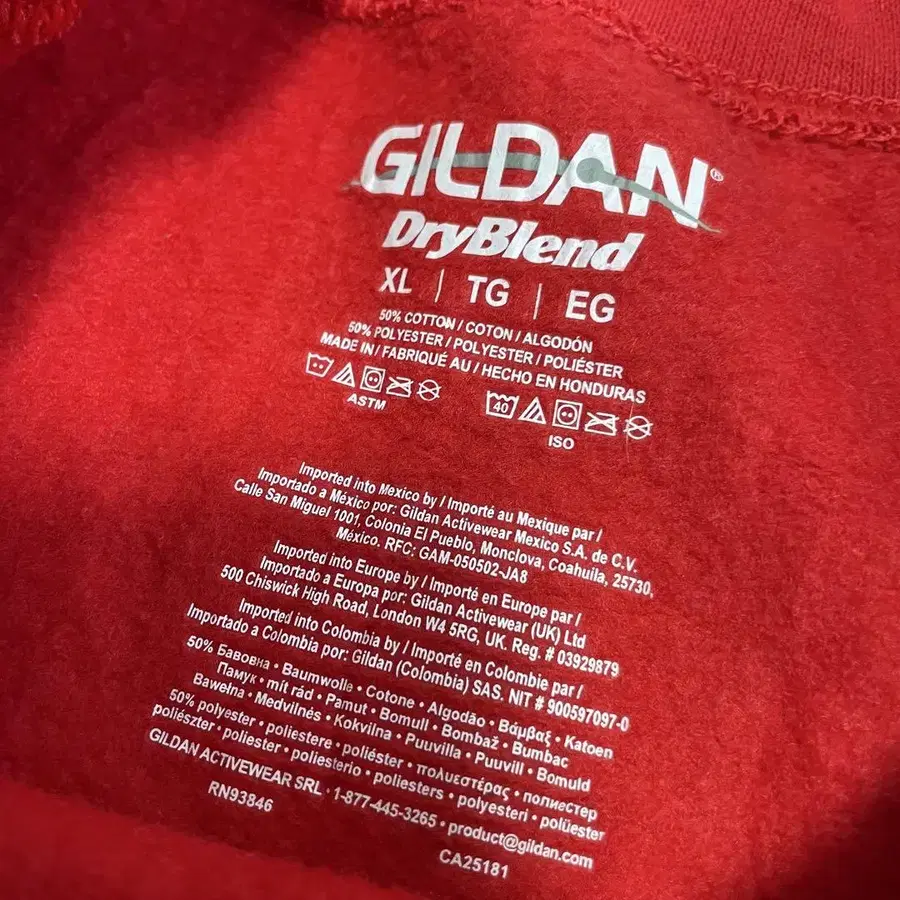 GILDAN®
DryBlend
XL | TG | EG
50% COTTON / COTON / ALGODÓN
50% POLYESTER / POLYESTER / POLIÉSTER
MADE IN / FABRIQUÉ AU / HECHO EN HONDURAS
ASTM
40
ISO
Imported into Mexico by / Importé au Mexique par /
Importado a México por: Gildan Activewear Mexico S.A. de C.V.
Calle San Miguel 1001, Colonia El Pueblo, Monclova, Coahuila, 25730,
México. RFC: GAM-050502-JA8
Imported into Europe by / Importé en Europe par /
Importado a Europa por: Gildan Activewear (UK) Ltd
500 Chiswick High Road, London W4 5RG, UK. Reg. # 03929879
Imported into Colombia by / Importé en Colombie par /
Importado a Colombia por: Gildan (Colombia) SAS. NIT # 900597097-0
50% Бавовна • Baumwolle • Cotone • Algodão • Βάμβαξ • Katoen
Памук • mit rád • Pamut • Bomull • Bombaž • Bumbac
Bawełna • Medvilnės • Kokvilna • Puuvilla • Puuvill • Bomuld
50% polyester • polyestere • poliéster • πολυεστέρας • полиестер
poliészter • poliester • poliesterio • poliesters • polyesteri • polüester
GILDAN ACTIVEWEAR SRL • 1-877-445-3265 • product@gildan.com
RN93846
CA25181